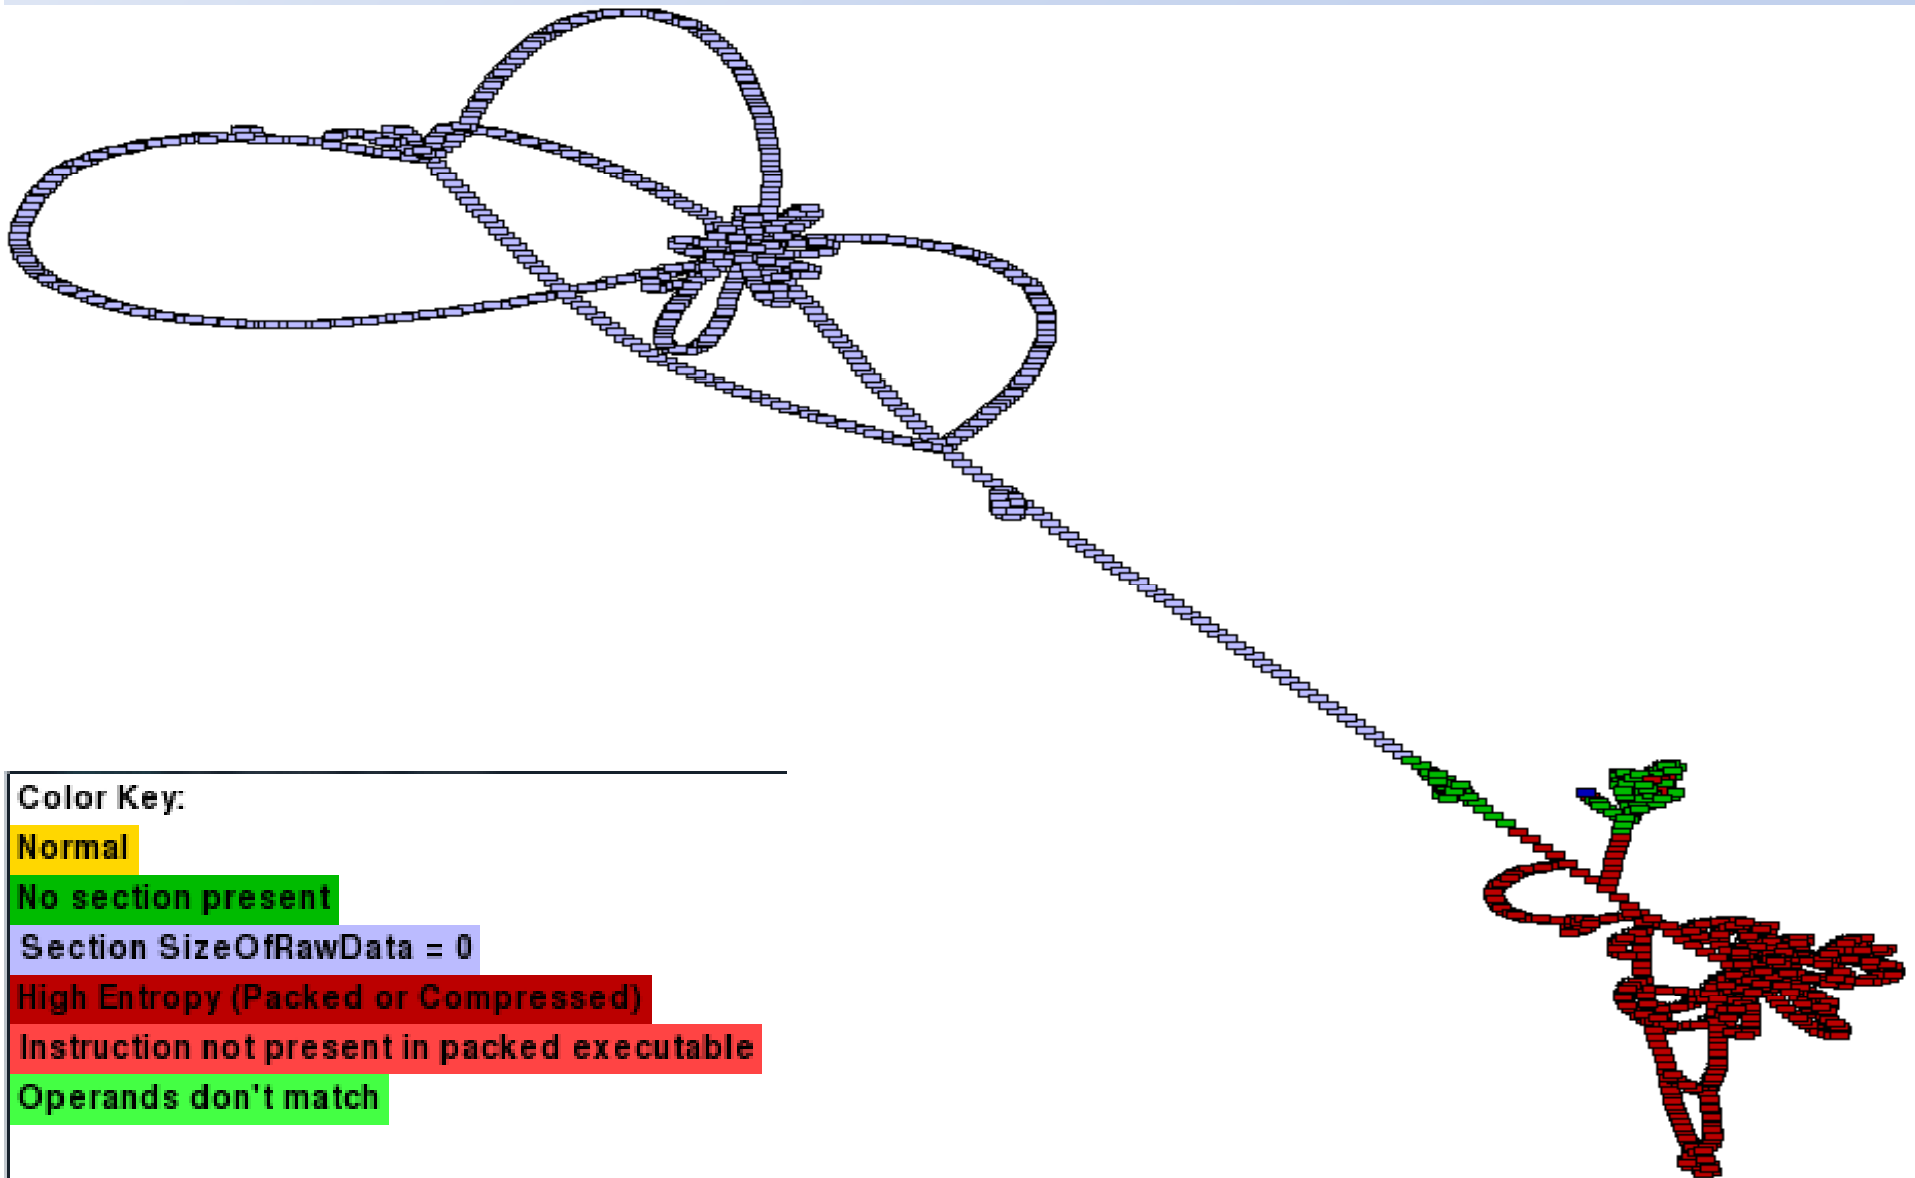 Color Key:
Normal
No section present
Section SizeOfRawData = 0
High Entropy (Packed or Compressed)
Instruction not present in packed executable
Operands don't match